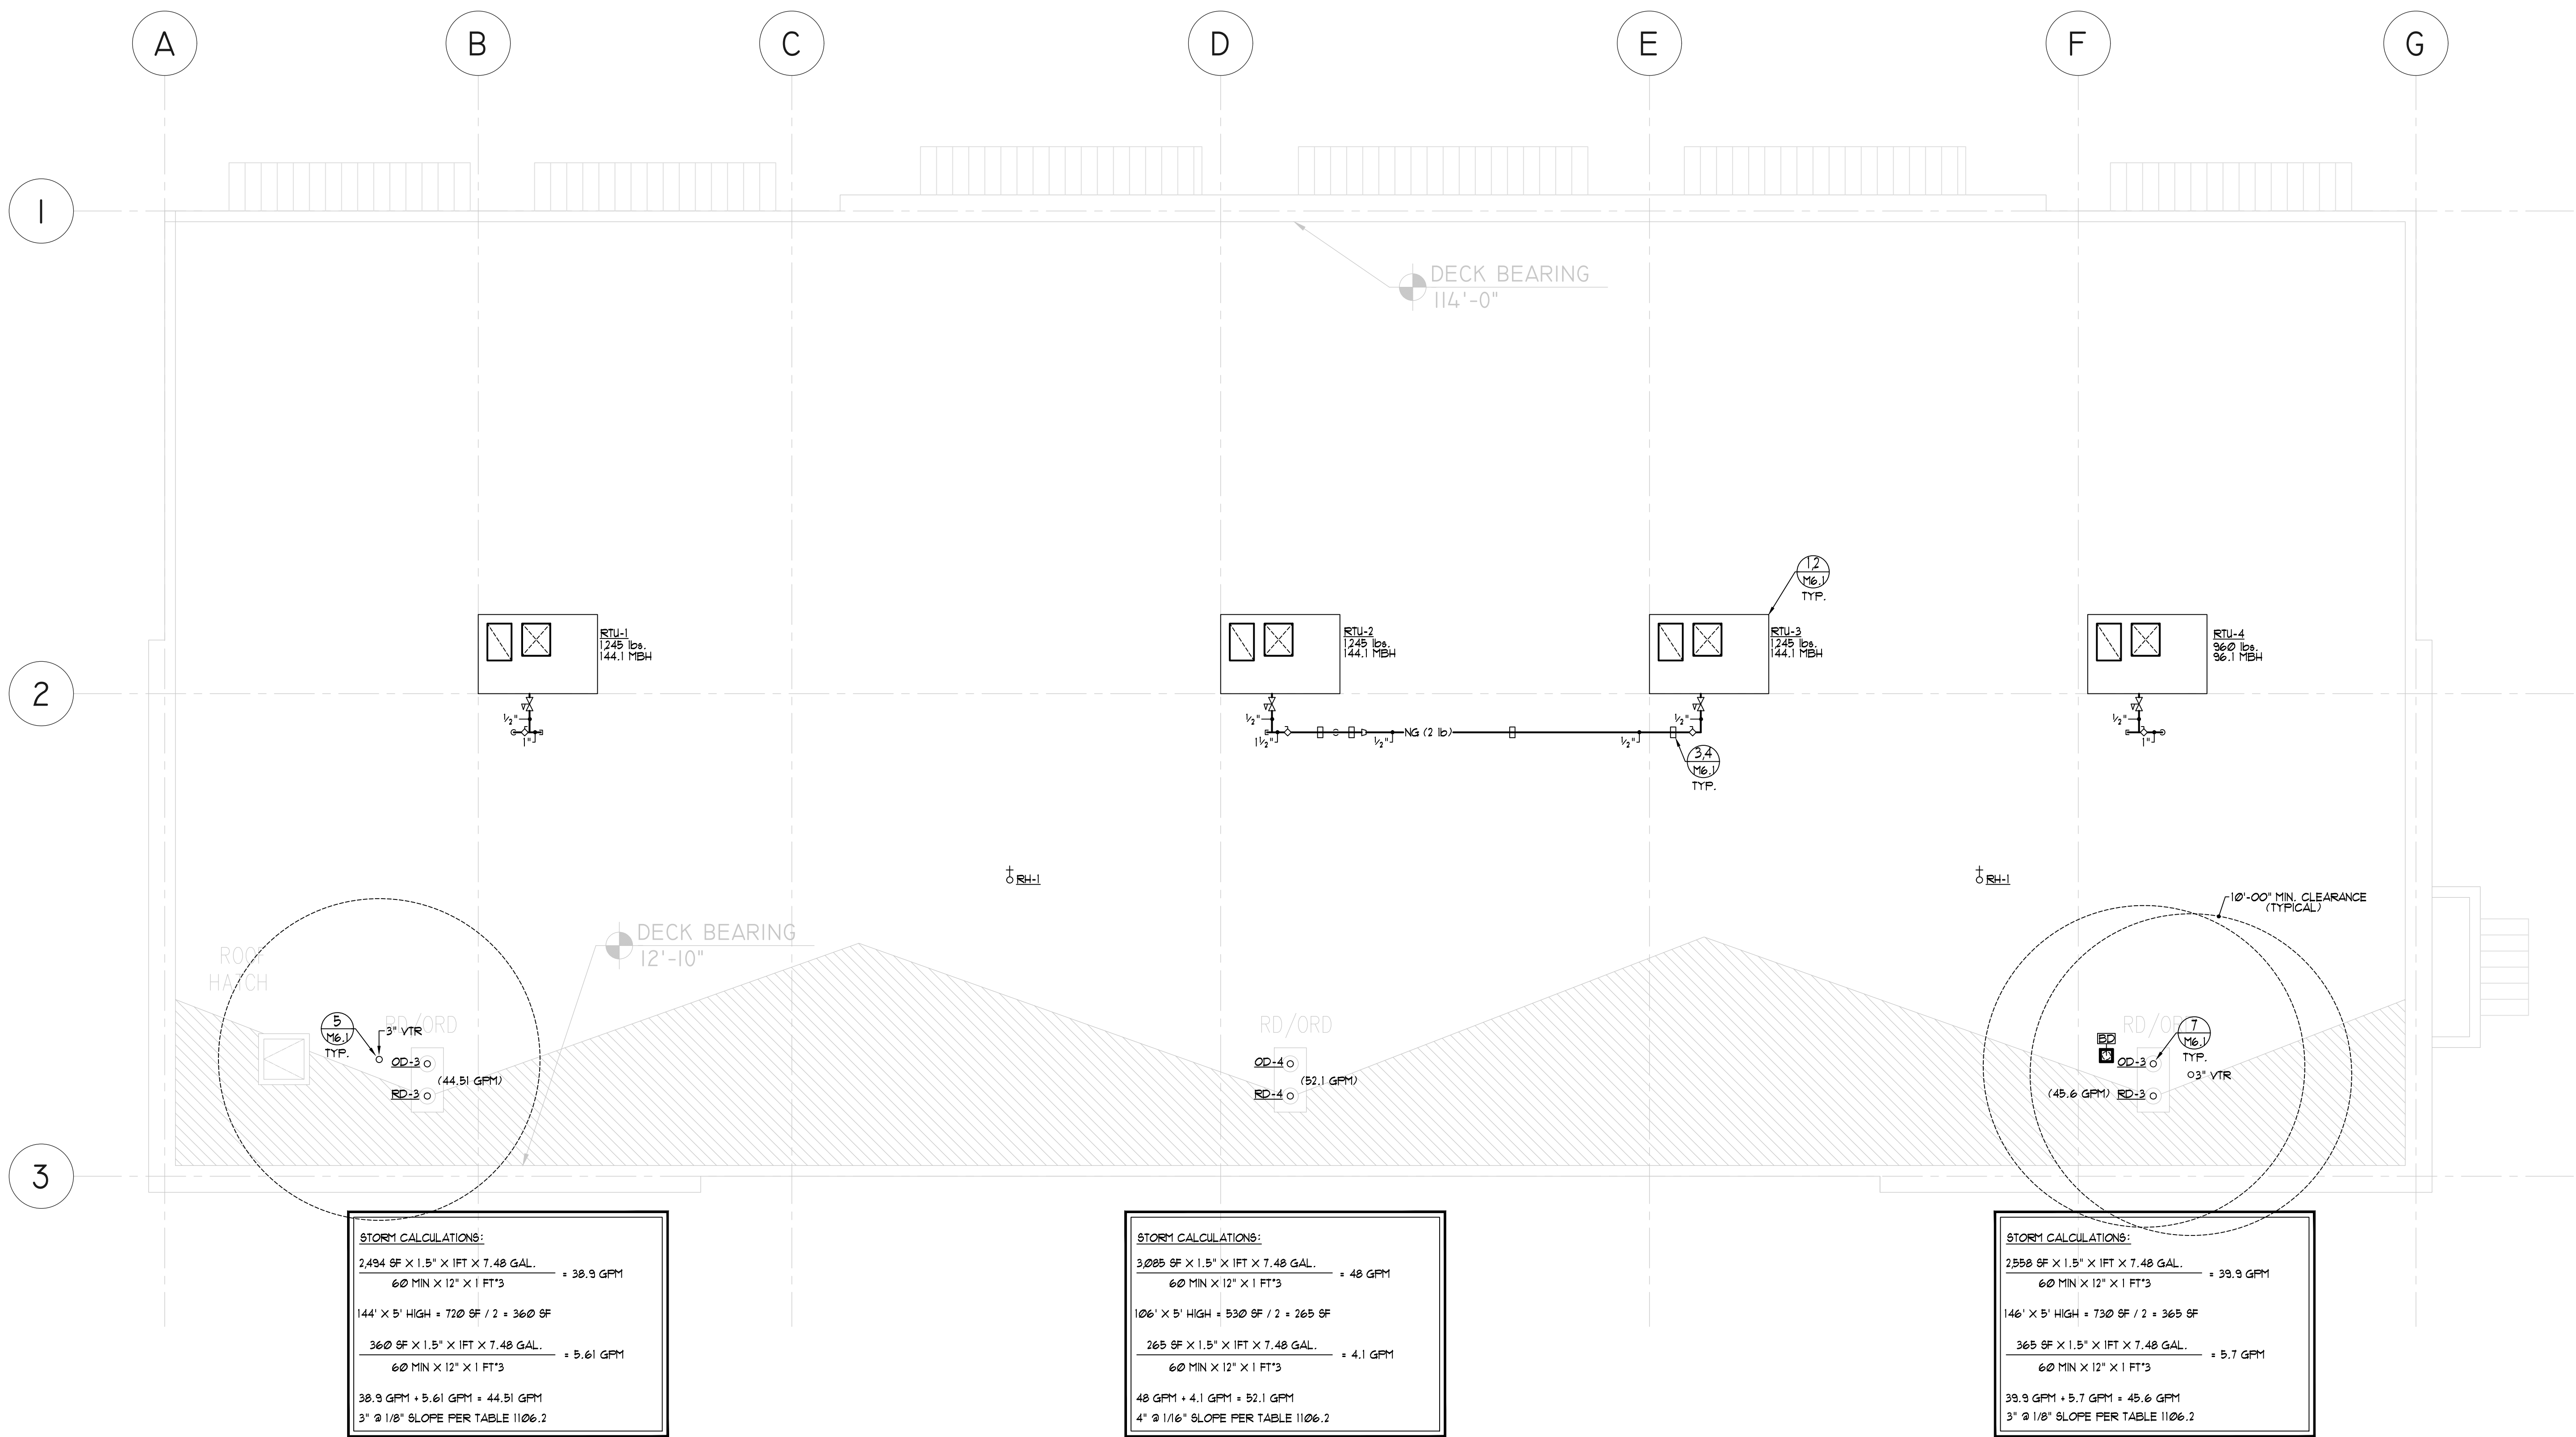 A
B
C
D
E
F
G
1
DECK BEARING
114'-0"
1,2
M6.1
TYP.
RTU-1
1,245 lbs.
144.1 MBH
RTU-2
1,245 lbs.
144.1 MBH
RTU-3
1,245 lbs.
144.1 MBH
RTU-4
960 lbs.
96.1 MBH
2
1/2"
1"
1/2"
1 1/2"
1/2"
NG (2 lb)
1/2"
1/2"
3,4
M6.1
TYP.
1/2"
1"
RH-1
RH-1
10'-00" MIN. CLEARANCE
(TYPICAL)
DECK BEARING
12'-10"
ROOF
HATCH
5
M6.1
TYP.
3" VTR
RD/ORD
OD-3
(44.51 GPM)
RD-3
RD/ORD
OD-4
(52.1 GPM)
RD-4
RD/ORD
7
M6.1
TYP.
BD
OD-3
3" VTR
(45.6 GPM) RD-3
3
STORM CALCULATIONS:
2,494 SF X 1.5" X 1FT X 7.48 GAL.
= 38.9 GPM
60 MIN X 12" X 1 FT^3
144' X 5' HIGH = 720 SF / 2 = 360 SF
360 SF X 1.5" X 1FT X 7.48 GAL.
= 5.61 GPM
60 MIN X 12" X 1 FT^3
38.9 GPM + 5.61 GPM = 44.51 GPM
3" @ 1/8" SLOPE PER TABLE 1106.2
STORM CALCULATIONS:
3,085 SF X 1.5" X 1FT X 7.48 GAL.
= 48 GPM
60 MIN X 12" X 1 FT^3
106' X 5' HIGH = 530 SF / 2 = 265 SF
265 SF X 1.5" X 1FT X 7.48 GAL.
= 4.1 GPM
60 MIN X 12" X 1 FT^3
48 GPM + 4.1 GPM = 52.1 GPM
4" @ 1/16" SLOPE PER TABLE 1106.2
STORM CALCULATIONS:
2,558 SF X 1.5" X 1FT X 7.48 GAL.
= 39.9 GPM
60 MIN X 12" X 1 FT^3
146' X 5' HIGH = 730 SF / 2 = 365 SF
365 SF X 1.5" X 1FT X 7.48 GAL.
= 5.7 GPM
60 MIN X 12" X 1 FT^3
39.9 GPM + 5.7 GPM = 45.6 GPM
3" @ 1/8" SLOPE PER TABLE 1106.2